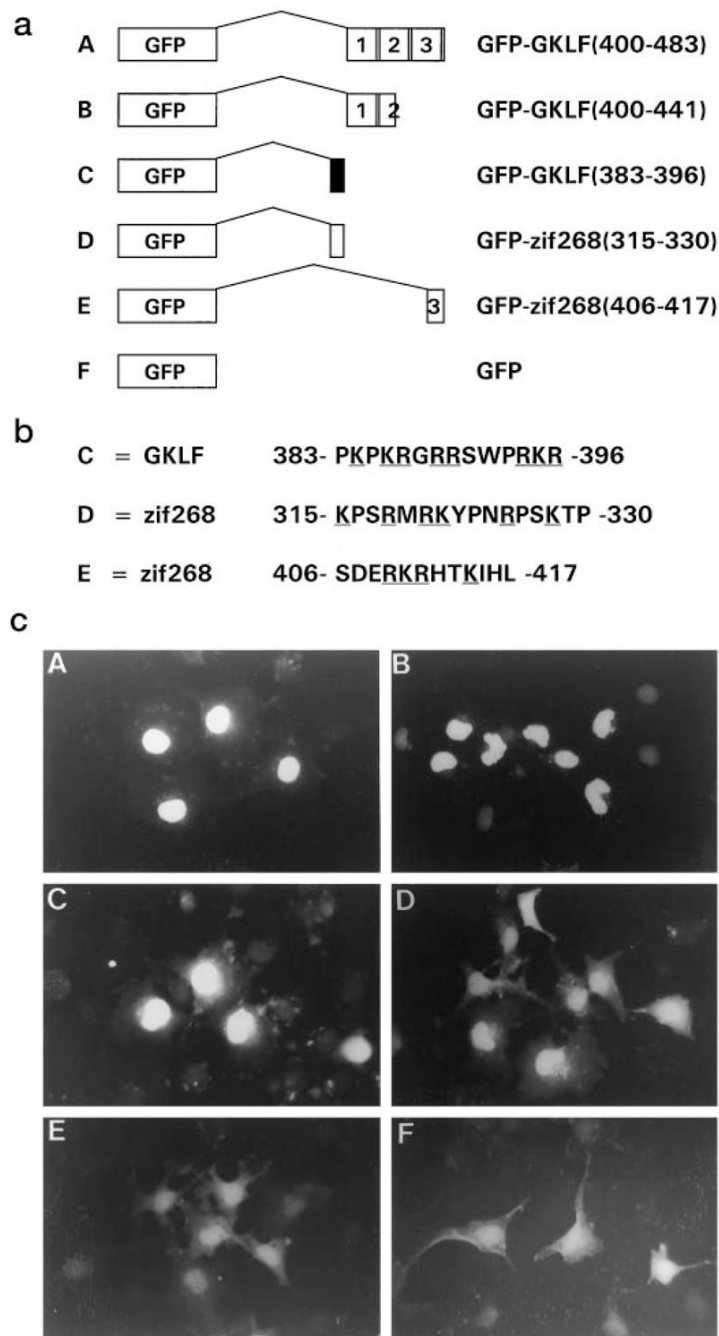 a
A GFP 1 2 3 GFP-GKLF(400-483)
B GFP 1 2 GFP-GKLF(400-441)
C GFP GFP-GKLF(383-396)
D GFP GFP-zif268(315-330)
E GFP 3 GFP-zif268(406-417)
F GFP GFP
b
C = GKLF 383- PKPKRGRRSWPRKR -396
D = zif268 315- KPSRMRKYPNRPSKTP -330
E = zif268 406- SDERKRHTKIHL -417
c
A B
C D
E F